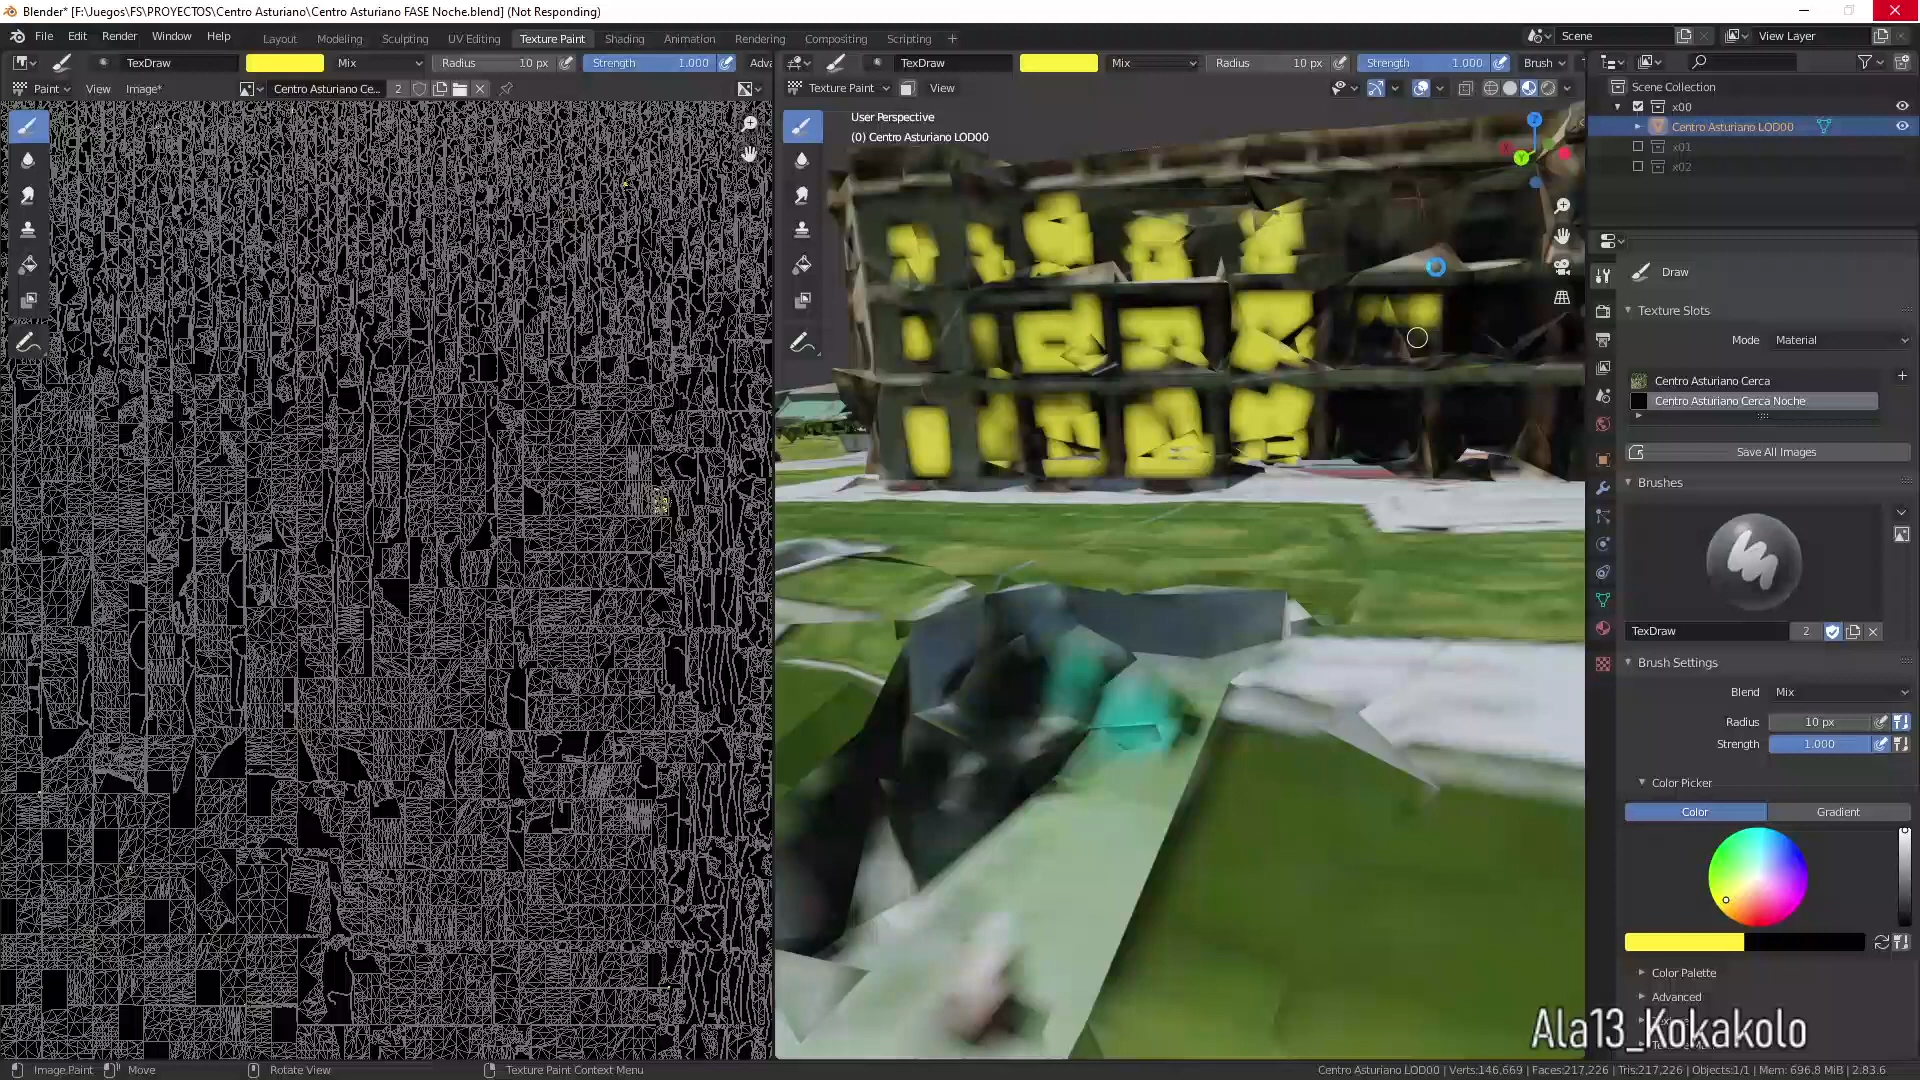 Blender* [F:\Juegos\FS\PROYECTOS\Centro Asturiano\Centro Asturiano FASE Noche.blend] (Not Responding)
File Edit Render Window Help
Layout Modeling Sculpting UV Editing Texture Paint Shading Animation Rendering Compositing Scripting +
Scene
View Layer
TexDraw Mix Radius 10 px Strength 1.000 Adva
TexDraw Mix Radius 10 px Strength 1.000 Brush
Paint View Image* Centro Asturiano Ce... 2
Texture Paint View
User Perspective
(0) Centro Asturiano LOD00
Scene Collection
x00
Centro Asturiano LOD00
x01
x02
Draw
Texture Slots
Mode Material
Centro Asturiano Cerca
Centro Asturiano Cerca Noche
Save All Images
Brushes
TexDraw 2
Brush Settings
Blend Mix
Radius 10 px
Strength 1.000
Color Picker
Color Gradient
Color Palette
Advanced
Ala13_Kokakolo
Image Paint Move Rotate View Texture Paint Context Menu
Centro Asturiano LOD00 | Verts:146,669 | Faces:217,226 | Tris:217,226 | Objects:1/1 | Mem: 696.8 MiB | 2.83.6